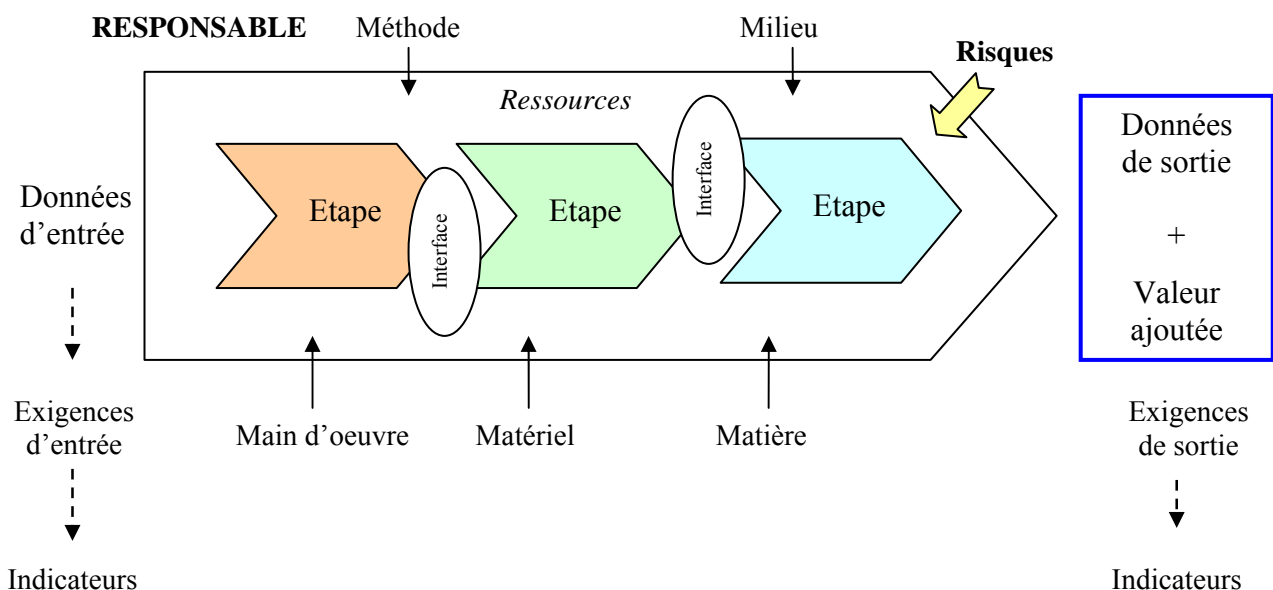 RESPONSABLE
Méthode
Milieu
Risques
Ressources
Données
d’entrée
Etape
Interface
Etape
Interface
Etape
Données
de sortie
+
Valeur
ajoutée
Exigences
d’entrée
Main d’oeuvre
Matériel
Matière
Exigences
de sortie
Indicateurs
Indicateurs